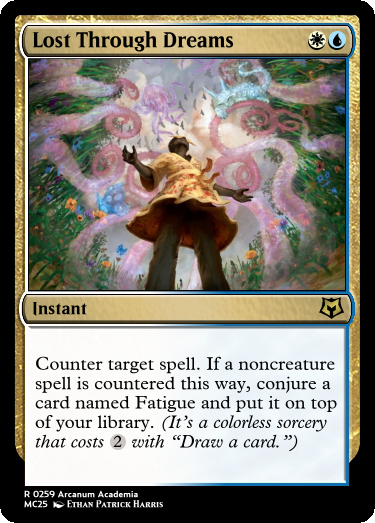 Lost Through Dreams
Instant
Counter target spell. If a noncreature
spell is countered this way, conjure a
card named Fatigue and put it on top
of your library. (It's a colorless sorcery
that costs 2 with “Draw a card.”)
R 0259 Arcanum Academia
MC25 Ethan Patrick Harris